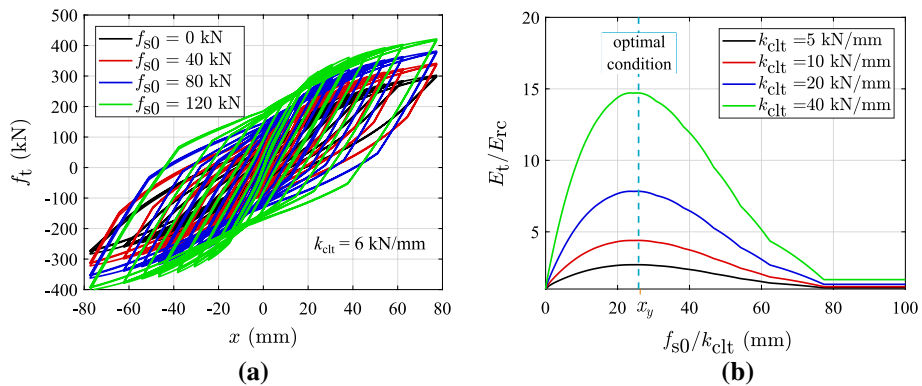 500
400
300
200
100
0
-100
-200
-300
-400
f_t (kN)
f_s0 = 0 kN
f_s0 = 40 kN
f_s0 = 80 kN
f_s0 = 120 kN
k_clt = 6 kN/mm
-80 -60 -40 -20 0 20 40 60 80
x (mm)
(a)
20
15
10
5
E_t/E_rc
optimal
condition
k_clt =5 kN/mm
k_clt =10 kN/mm
k_clt =20 kN/mm
k_clt =40 kN/mm
0 20 x_y 40 60 80 100
f_s0/k_clt (mm)
(b)